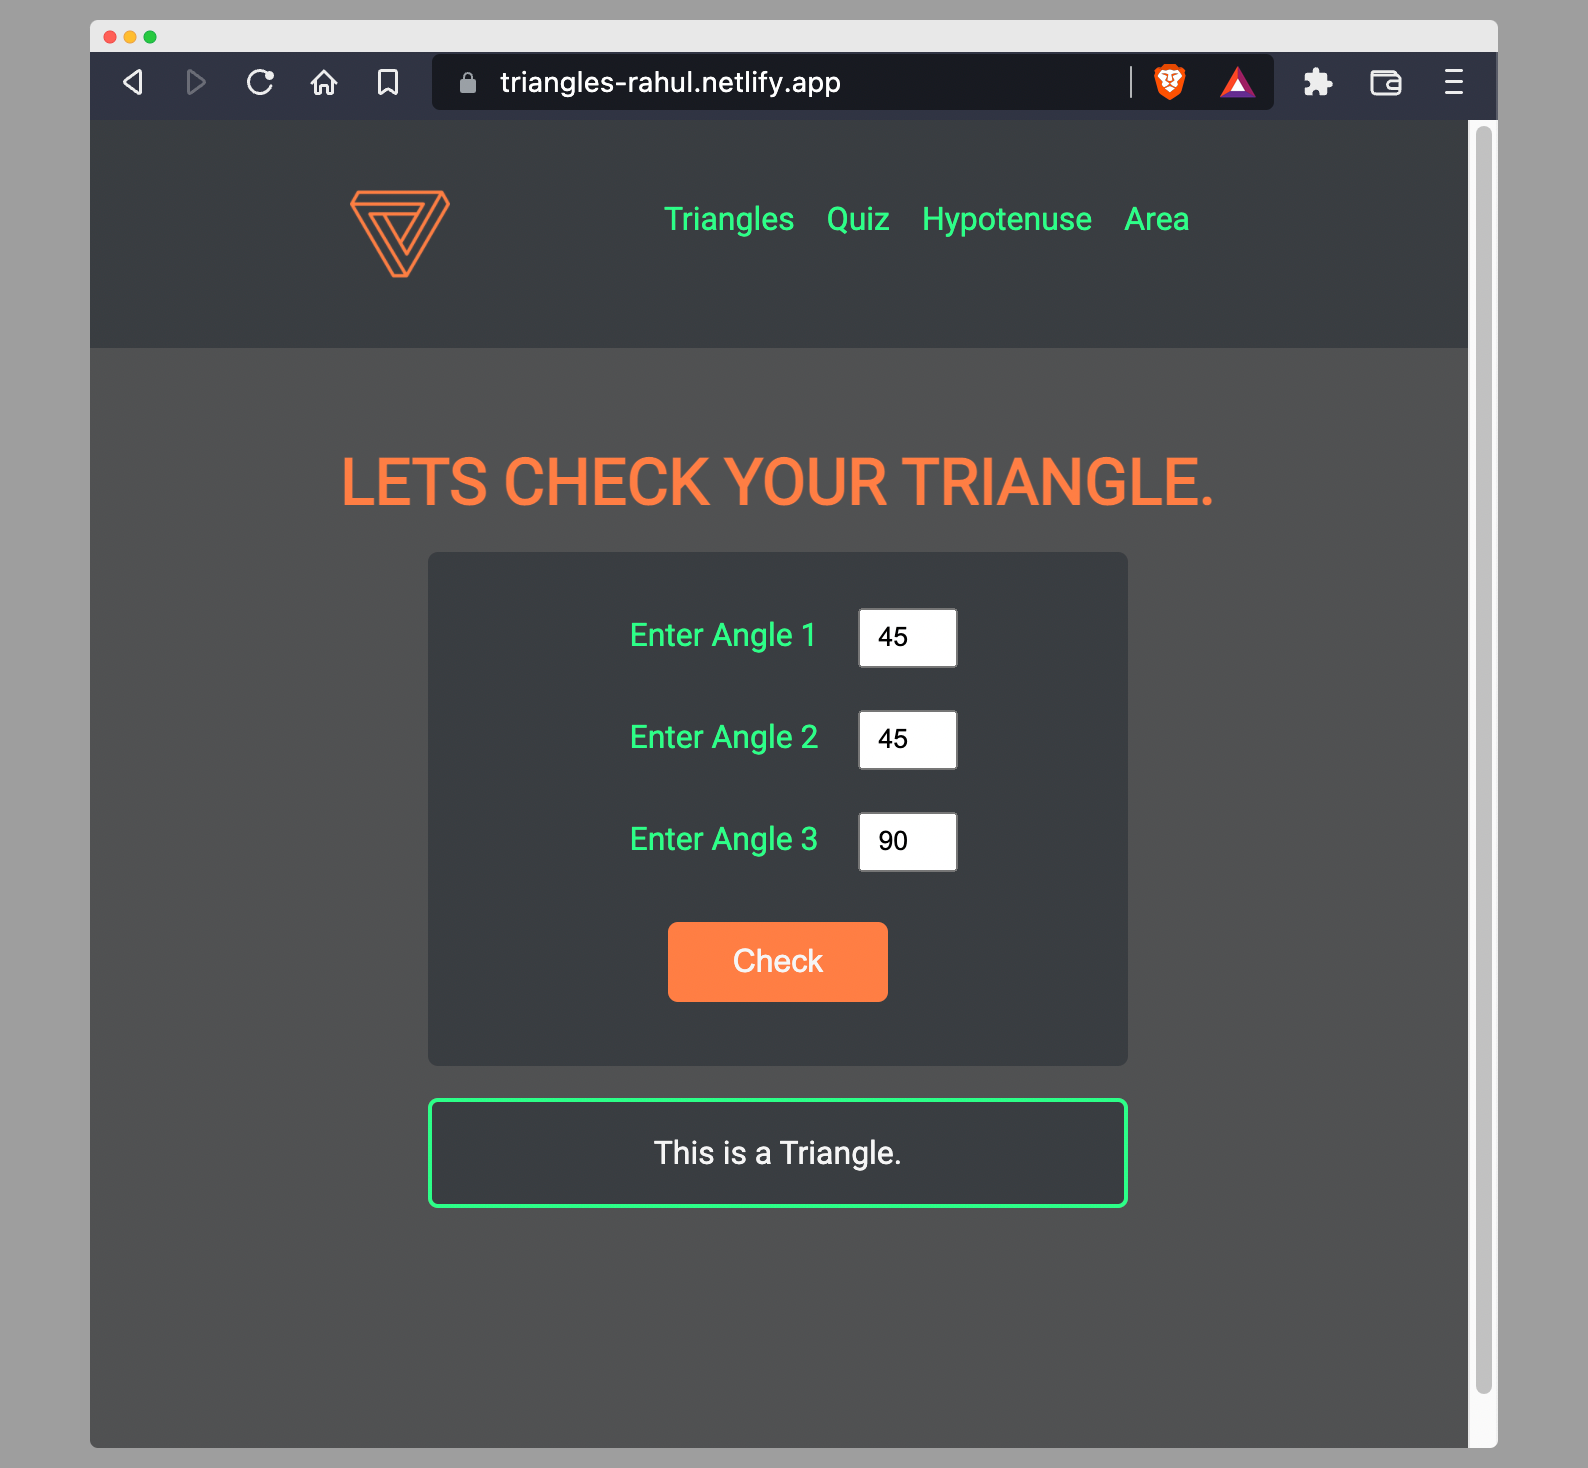 triangles-rahul.netlify.app
Triangles Quiz Hypotenuse Area
LETS CHECK YOUR TRIANGLE.
Enter Angle 1 45
Enter Angle 2 45
Enter Angle 3 90
Check
This is a Triangle.